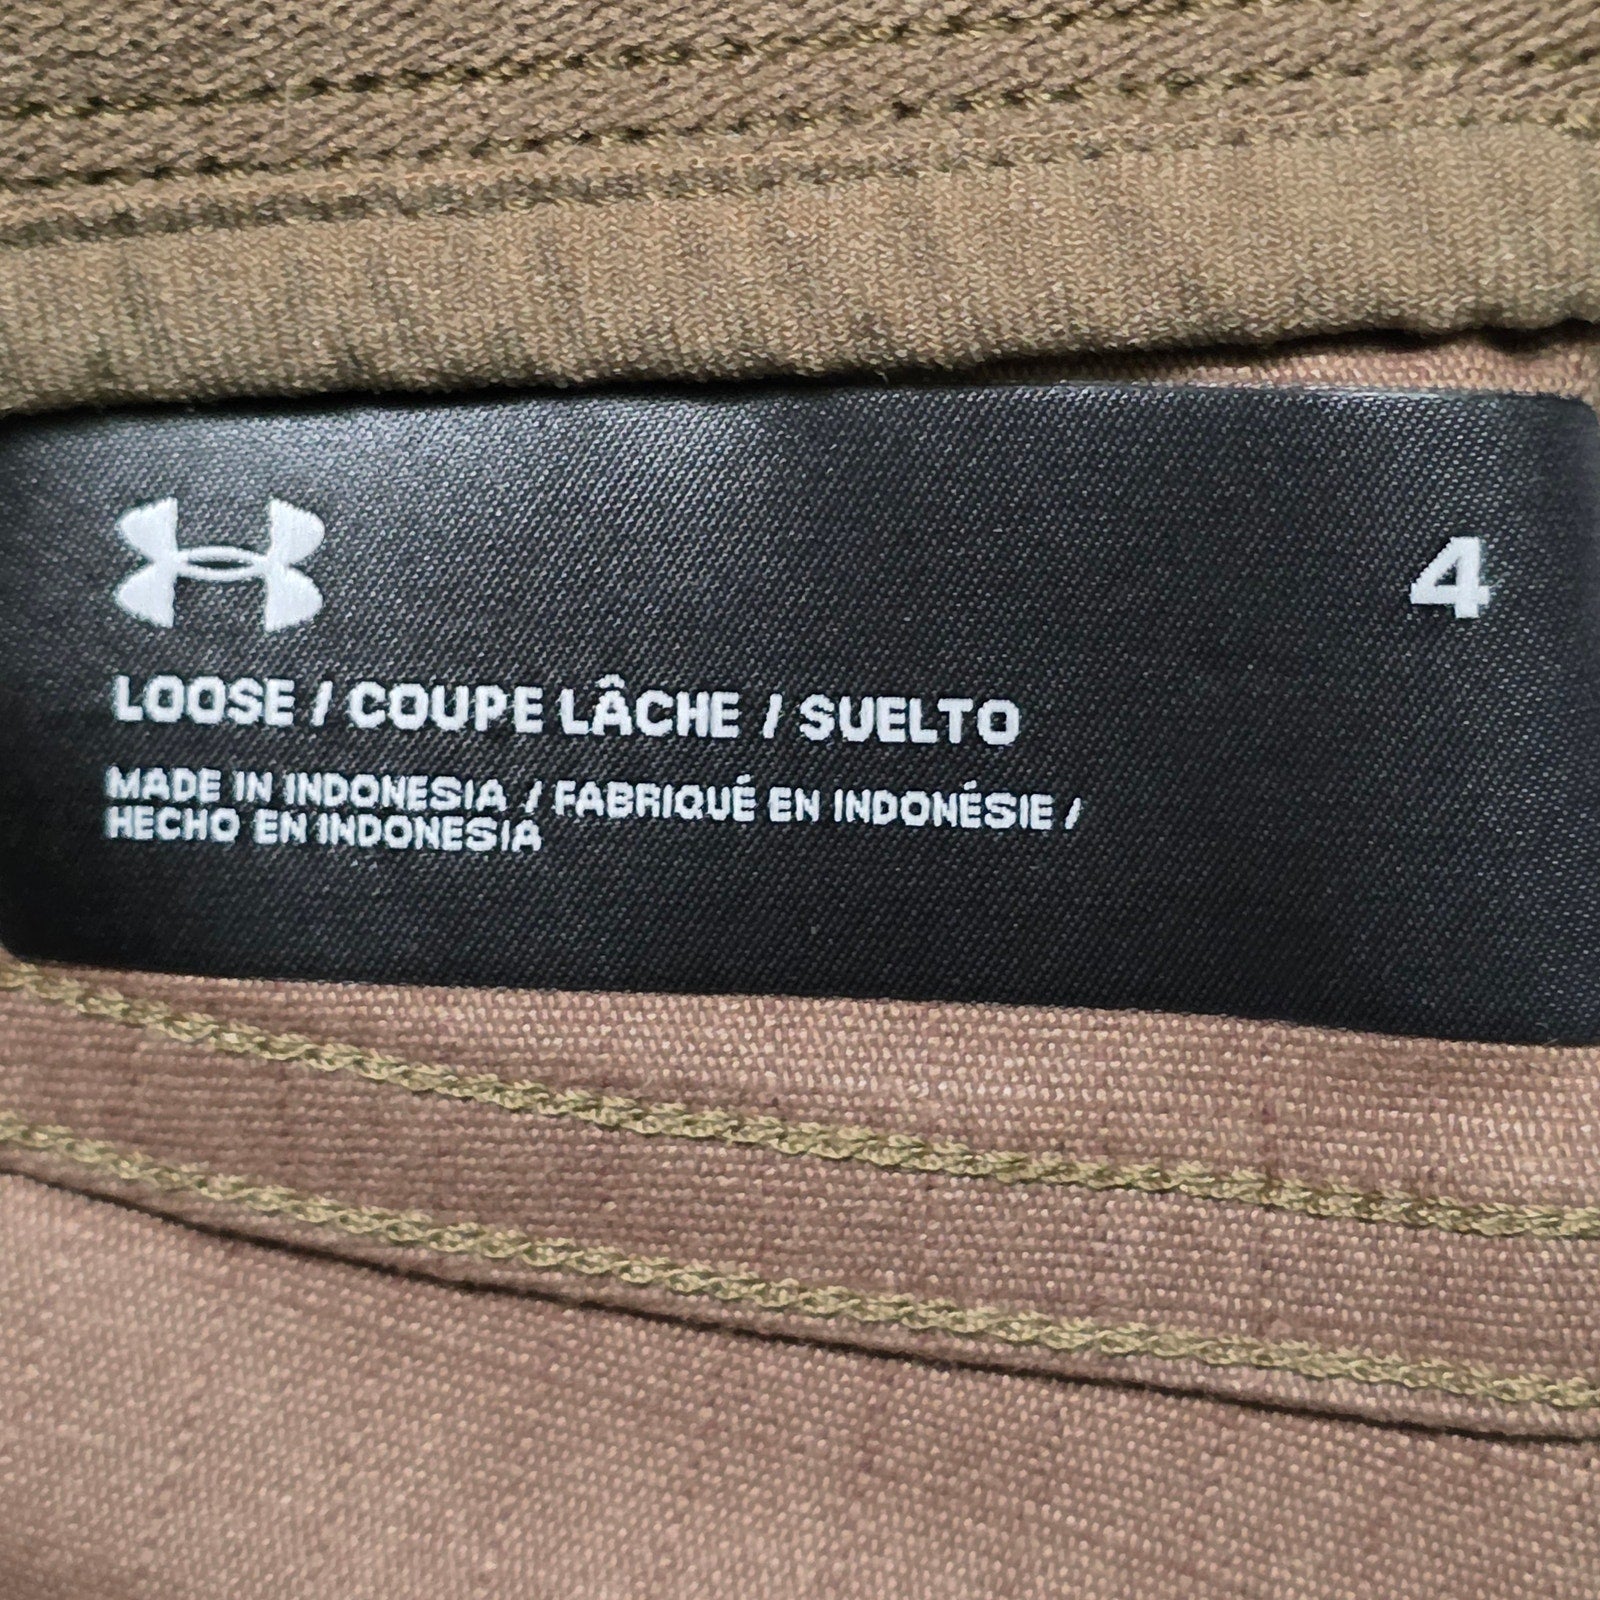 4
LOOSE / COUPE LÂCHE / SUELTO
MADE IN INDONESIA / FABRIQUÉ EN INDONÉSIE /
HECHO EN INDONESIA